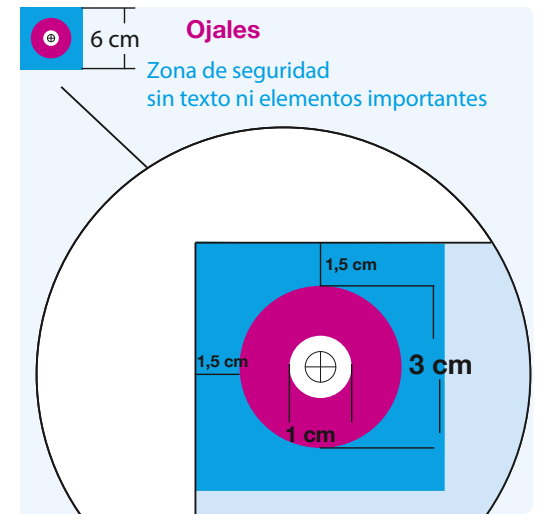 6 cm
Ojales
Zona de seguridad
sin texto ni elementos importantes
1,5 cm
1,5 cm
3 cm
1 cm